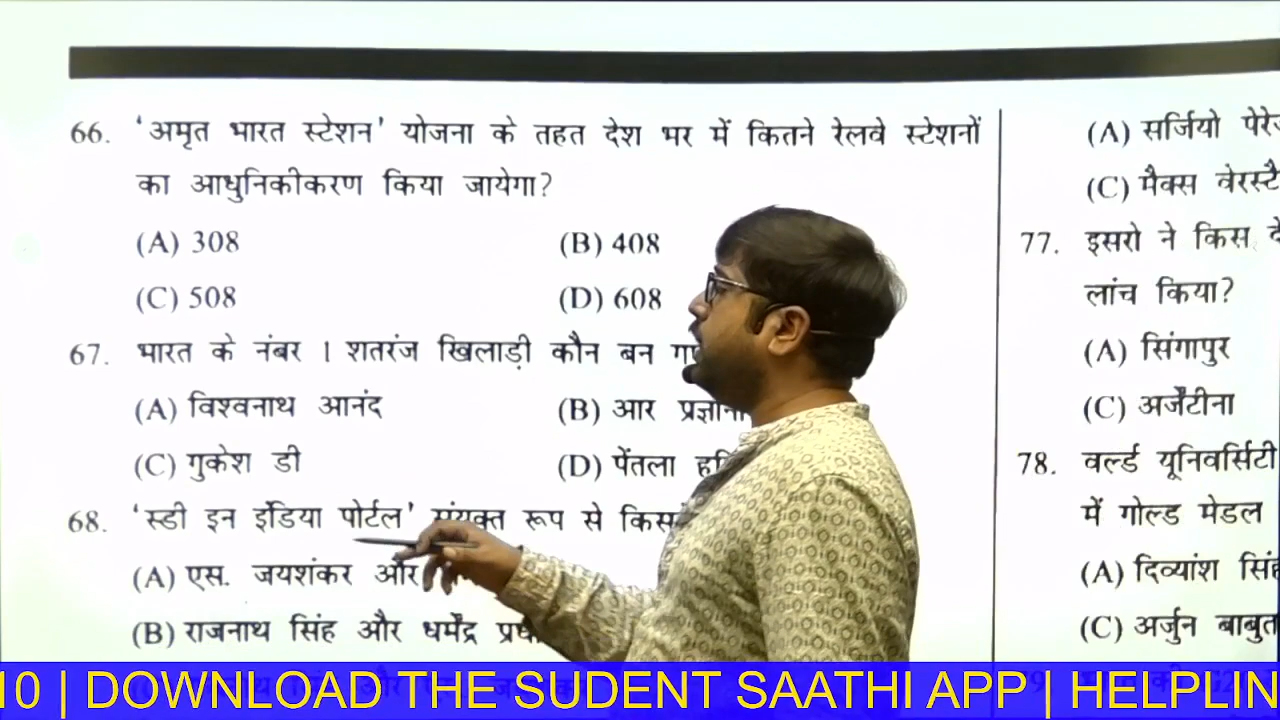 66. 'अमृत भारत स्टेशन' योजना के तहत देश भर में कितने रेलवे स्टेशनों
का आधुनिकीकरण किया जायेगा?
(A) 308 (B) 408
(C) 508 (D) 608
67. भारत के नंबर 1 शतरंज खिलाड़ी कौन बन
(A) विश्वनाथ आनंद (B) आर
(C) गुकेश डी (D) पेंतला
68. 'स्डी इन इंडिया पोर्टल' संयुक्त रूप से
(A) एस. जयशंकर और
(B) राजनाथ सिंह और धर्मेंद्र
(A) सर्जियो
(C) मैक्स
77. इसरो ने किस
लांच किया?
(A) सिंगापुर
(C) अर्जेंटीना
78. वर्ल्ड यूनिवर्सिटी
में गोल्ड मेडल
(A) दिव्यांश
(C) अर्जुन
10 | DOWNLOAD THE SUDENT SAATHI APP | HELPLIN